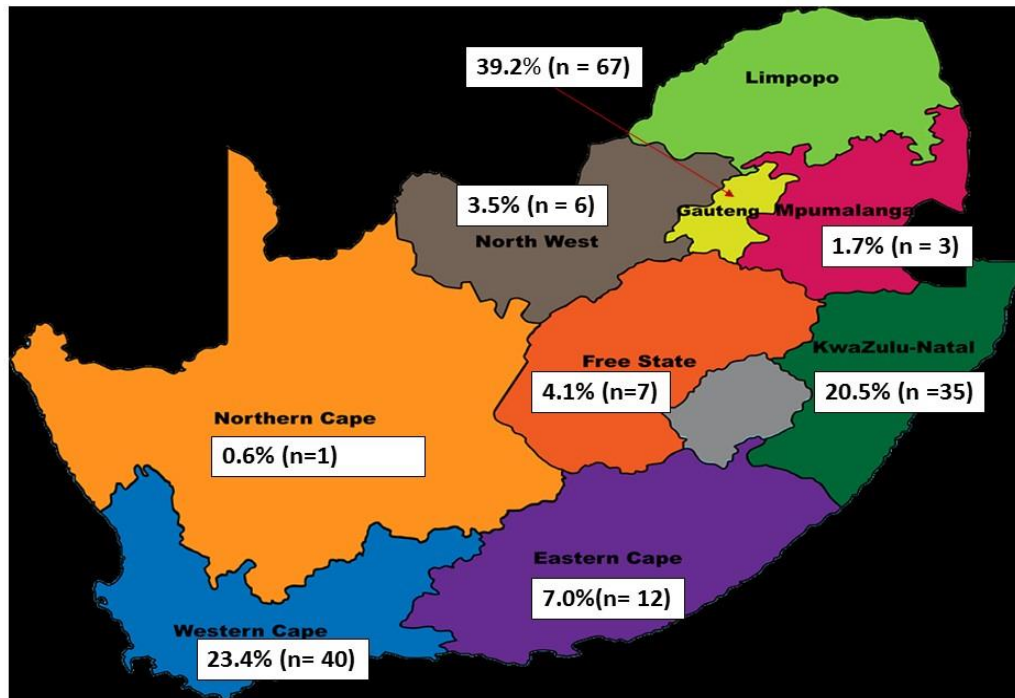 39.2% (n = 67)
Limpopo
3.5% (n = 6)
North West
Gauteng
Mpumalanga
1.7% (n = 3)
Free State
4.1% (n=7)
KwaZulu-Natal
20.5% (n =35)
Northern Cape
0.6% (n=1)
Eastern Cape
7.0%(n= 12)
Western Cape
23.4% (n= 40)